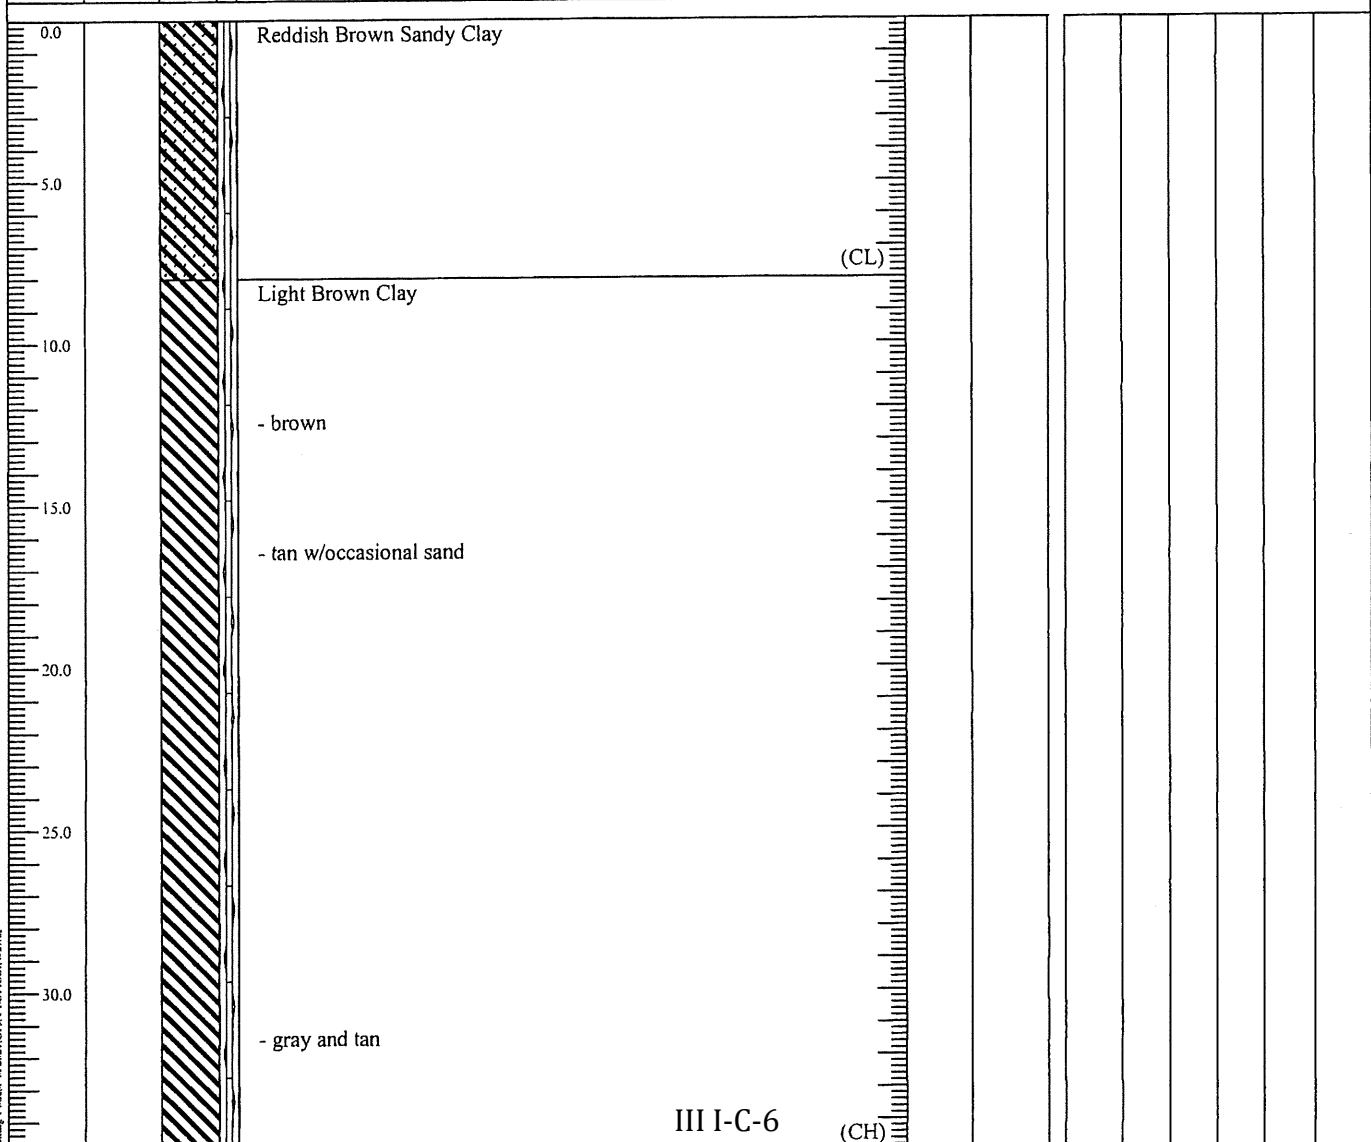 0.0
Reddish Brown Sandy Clay
5.0
(CL)
Light Brown Clay
10.0
- brown
15.0
- tan w/occasional sand
20.0
25.0
30.0
- gray and tan
III I-C-6
(CH)